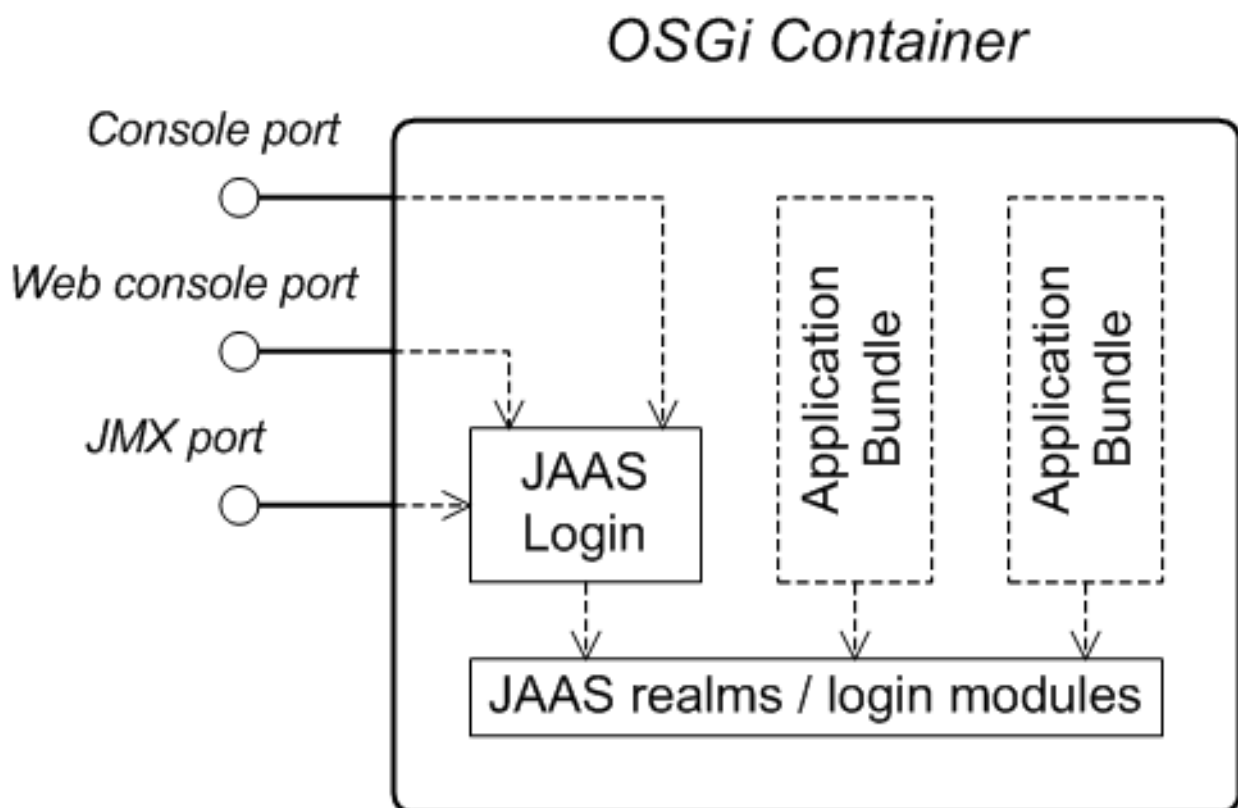 OSGi Container
Console port
Web console port
JMX port
JAAS
Login
Application
Bundle
Application
Bundle
JAAS realms / login modules